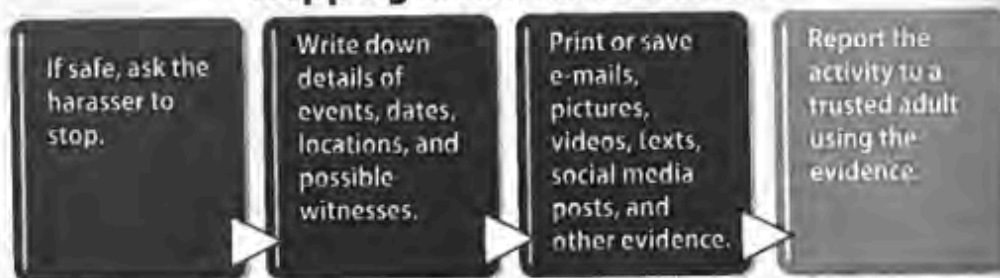 If safe, ask the
harasser to
stop.
Write down
details of
events, dates,
locations, and
possible
witnesses.
Print or save
e-mails,
pictures,
videos, texts,
social media
posts, and
other evidence.
Report the
activity to a
trusted adult
using the
evidence.